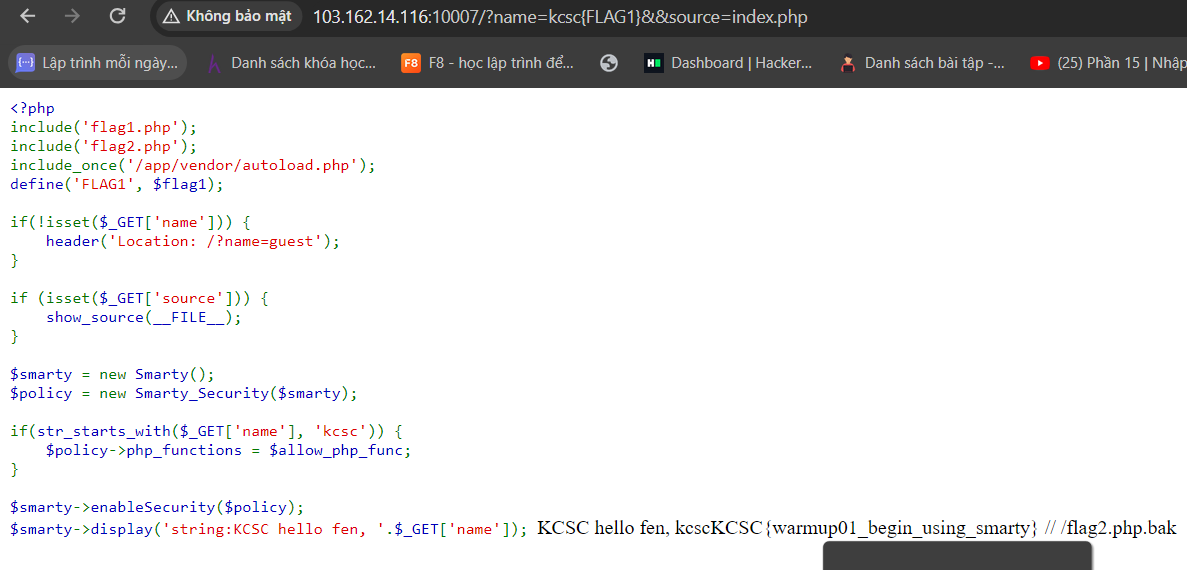 Không bảo mật 103.162.14.116:10007/?name=kcsc{FLAG1}&&source=index.php
Lập trình mỗi ngày... Danh sách khóa học... F8 F8 - học lập trình để... Dashboard | Hacker... Danh sách bài tập -... (25) Phần 15 | Nhập
<?php
include('flag1.php');
include('flag2.php');
include_once('/app/vendor/autoload.php');
define('FLAG1', $flag1);
if(!isset($_GET['name'])) {
header('Location: /?name=guest');
}
if (isset($_GET['source'])) {
show_source(__FILE__);
}
$smarty = new Smarty();
$policy = new Smarty_Security($smarty);
if(str_starts_with($_GET['name'], 'kcsc')) {
$policy->php_functions = $allow_php_func;
}
$smarty->enableSecurity($policy);
$smarty->display('string:KCSC hello fen, '.$_GET['name']); KCSC hello fen, kcscKCSC{warmup01_begin_using_smarty} // /flag2.php.bak